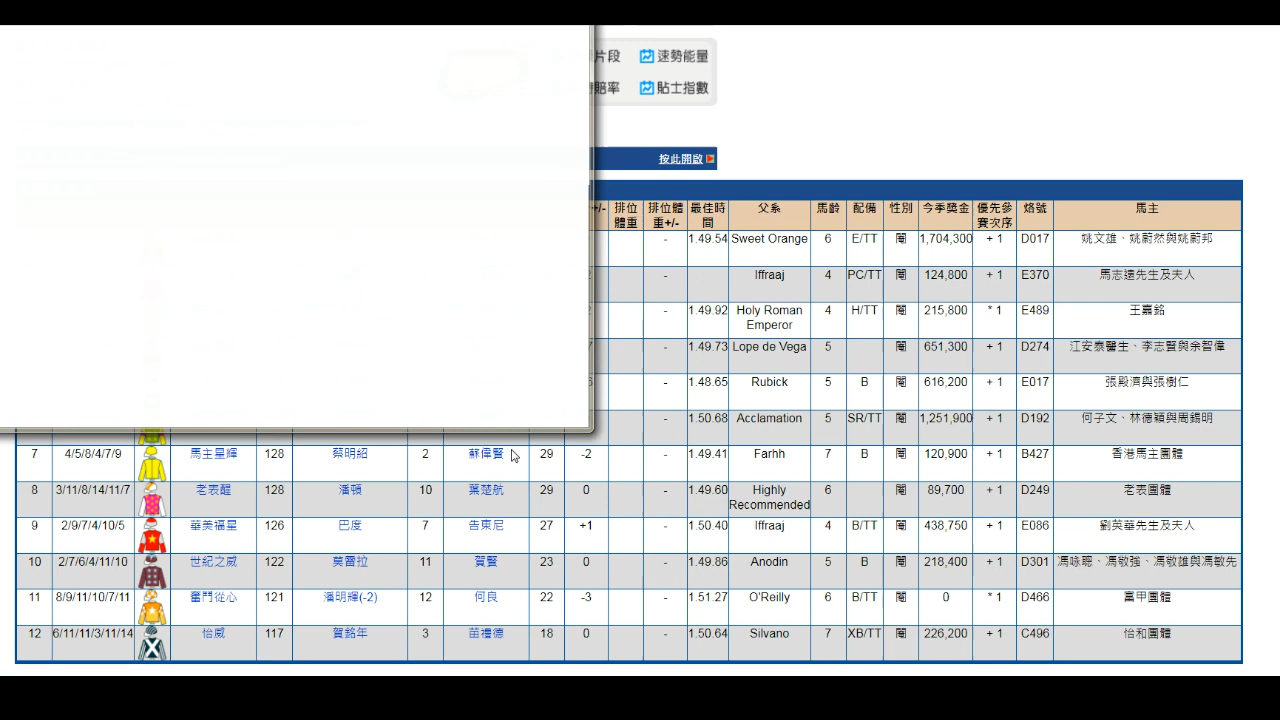 片段 速勢能量
賠率 貼士指數
按此開啟
+/- 排位體重 排位體重+/- 最佳時間 父系 馬齡 配備 性別 今季獎金 優先參賽次序 烙號 馬主
- 1.49.54 Sweet Orange 6 E/TT 閹 1,704,300 + 1 D017 姚文雄、姚蔚然與姚蔚邦
- Iffraaj 4 PC/TT 閹 124,800 + 1 E370 馬志遠先生及夫人
- 1.49.92 Holy Roman Emperor 4 H/TT 閹 215,800 * 1 E489 王嘉銘
- 1.49.73 Lope de Vega 5 閹 651,300 + 1 D274 江安泰醫生、李志賢與余智偉
- 1.48.65 Rubick 5 B 閹 616,200 + 1 E017 張殿濟與張樹仁
- 1.50.68 Acclamation 5 SR/TT 閹 1,251,900 + 1 D192 何子文、林德穎與周錫明
7 4/5/8/4/7/9 馬主星輝 128 蔡明紹 2 蘇偉賢 29 -2 - 1.49.41 Farhh 7 B 閹 120,900 + 1 B427 香港馬主團體
8 3/11/8/14/11/7 老表醒 128 潘頓 10 葉楚航 29 0 - 1.49.60 Highly Recommended 6 閹 89,700 + 1 D249 老表團體
9 2/9/7/4/10/5 華美福星 126 巴度 7 告東尼 27 +1 - 1.50.40 Iffraaj 4 B/TT 閹 438,750 + 1 E086 劉英華先生及夫人
10 2/7/6/4/11/10 世紀之威 122 莫雷拉 11 賀賢 23 0 - 1.49.86 Anodin 5 B 閹 218,400 + 1 D301 馮咏聰、馮敬強、馮敬雄與馮敏先
11 8/9/11/10/7/11 奮鬥從心 121 潘明輝(-2) 12 何良 22 -3 - 1.51.27 O'Reilly 6 B/TT 閹 0 * 1 D466 富甲團體
12 6/11/11/3/11/14 怡威 117 賀銘年 3 苗禮德 18 0 - 1.50.64 Silvano 7 XB/TT 閹 226,200 + 1 C496 怡和團體